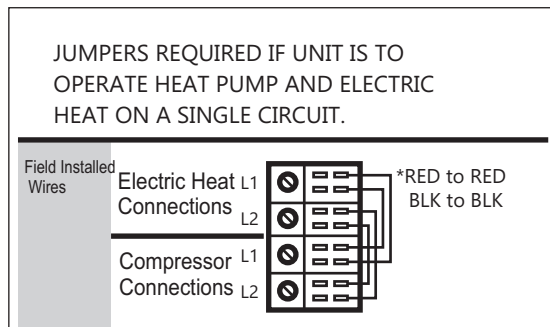 JUMPERS REQUIRED IF UNIT IS TO
OPERATE HEAT PUMP AND ELECTRIC
HEAT ON A SINGLE CIRCUIT.
Field Installed
Wires
Electric Heat L1
Connections
L2
*RED to RED
BLK to BLK
Compressor L1
Connections L2